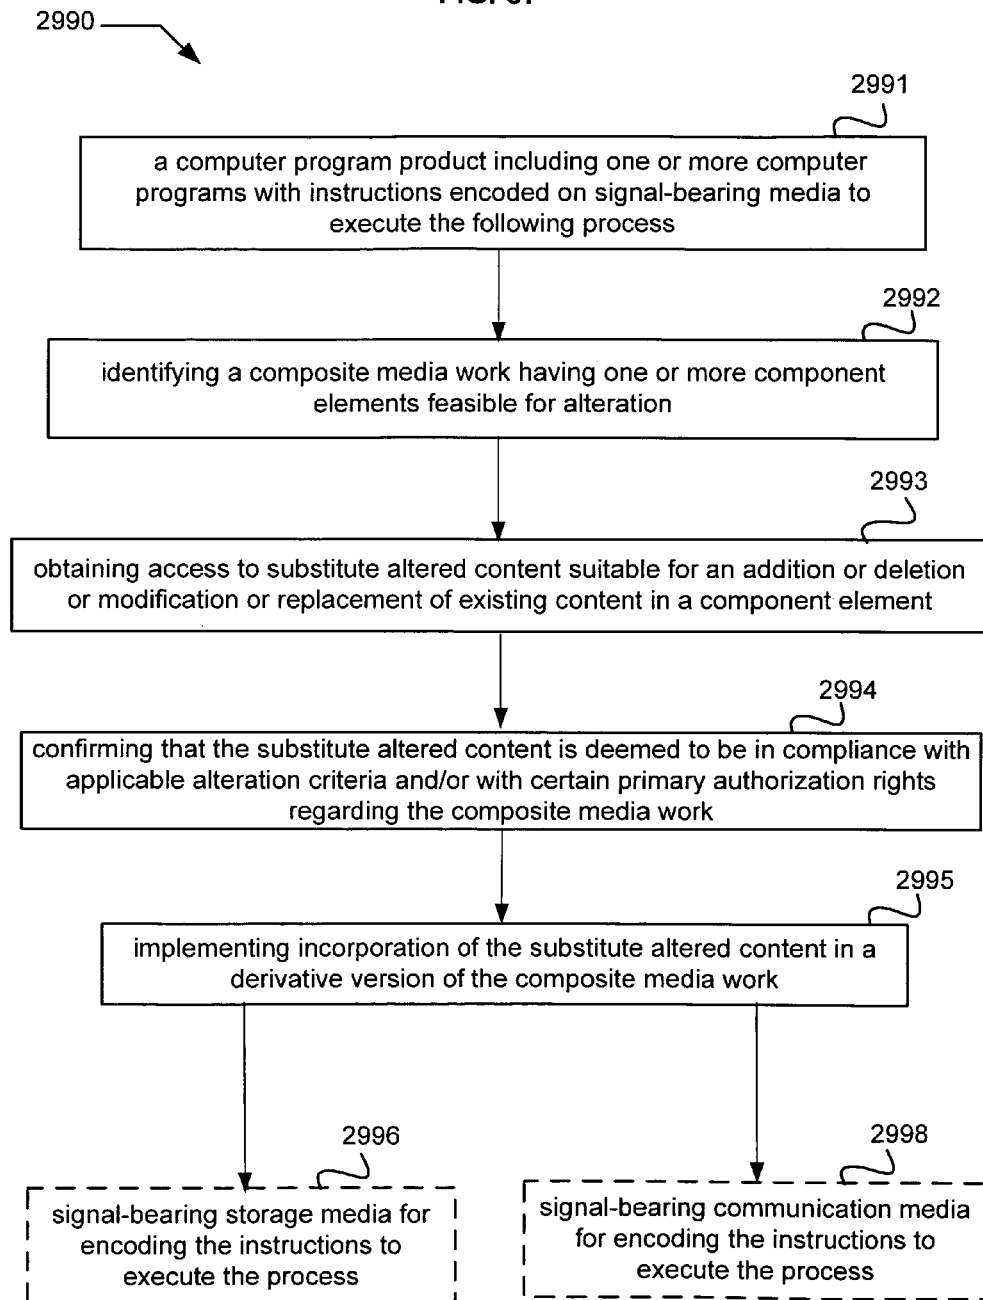 2990
2991
a computer program product including one or more computer
programs with instructions encoded on signal-bearing media to
execute the following process
2992
identifying a composite media work having one or more component
elements feasible for alteration
2993
obtaining access to substitute altered content suitable for an addition or deletion
or modification or replacement of existing content in a component element
2994
confirming that the substitute altered content is deemed to be in compliance with
applicable alteration criteria and/or with certain primary authorization rights
regarding the composite media work
2995
implementing incorporation of the substitute altered content in a
derivative version of the composite media work
2996
signal-bearing storage media for
encoding the instructions to
execute the process
2998
signal-bearing communication media
for encoding the instructions to
execute the process